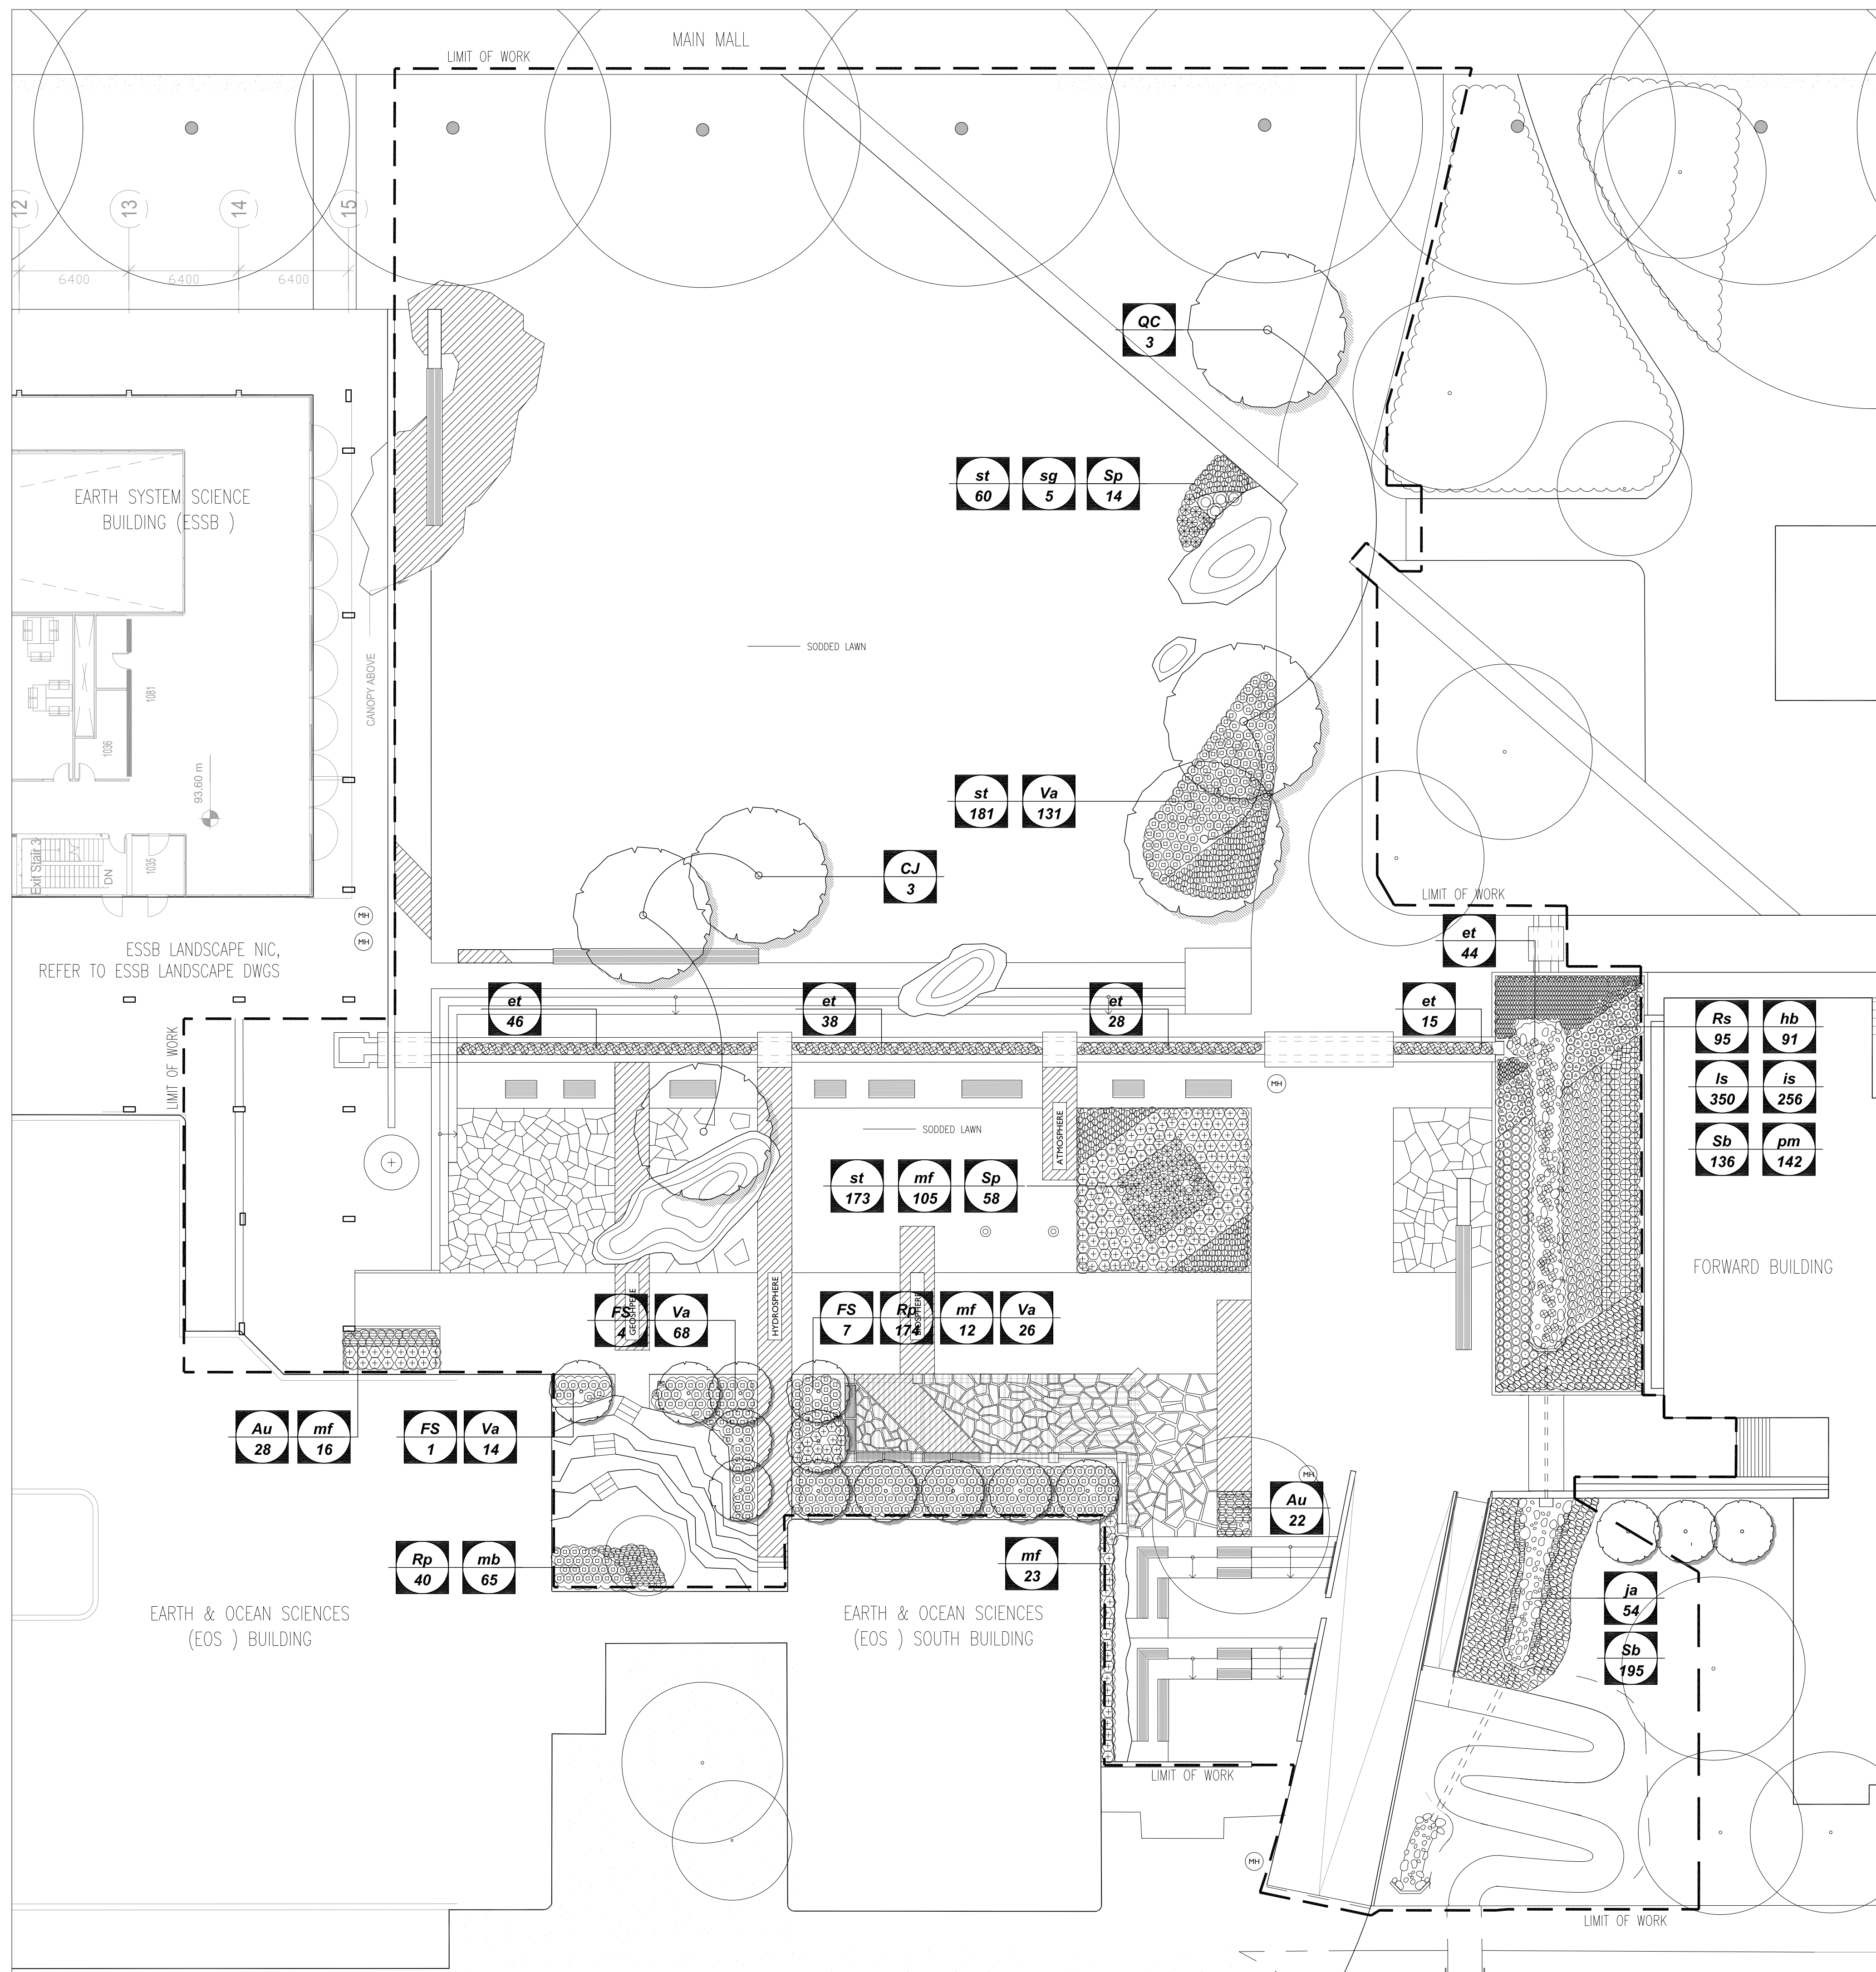 MAIN MALL
LIMIT OF WORK
12
13
14
15
6400
6400
6400
QC
3
EARTH SYSTEM SCIENCE
BUILDING (ESSB )
st
60
sg
5
Sp
14
SODDED LAWN
CANOPY ABOVE
1081
1036
93.60 m
st
181
Va
131
Exit Stair 3
DN
1035
CJ
3
LIMIT OF WORK
MH
MH
et
44
ESSB LANDSCAPE NIC,
REFER TO ESSB LANDSCAPE DWGS
et
46
et
38
et
28
et
15
LIMIT OF WORK
Rs
95
hb
91
MH
ls
350
is
256
SODDED LAWN
ATMOSPHERE
Sb
136
pm
142
st
173
mf
105
Sp
58
FORWARD BUILDING
GEOSHPERE
HYDROSPHERE
FS
4
Va
68
FS
7
Rp
174
mf
12
Va
26
Au
28
mf
16
FS
1
Va
14
MH
Au
22
Rp
40
mb
65
mf
23
ja
54
EARTH & OCEAN SCIENCES
(EOS ) BUILDING
EARTH & OCEAN SCIENCES
(EOS ) SOUTH BUILDING
Sb
195
LIMIT OF WORK
MH
LIMIT OF WORK